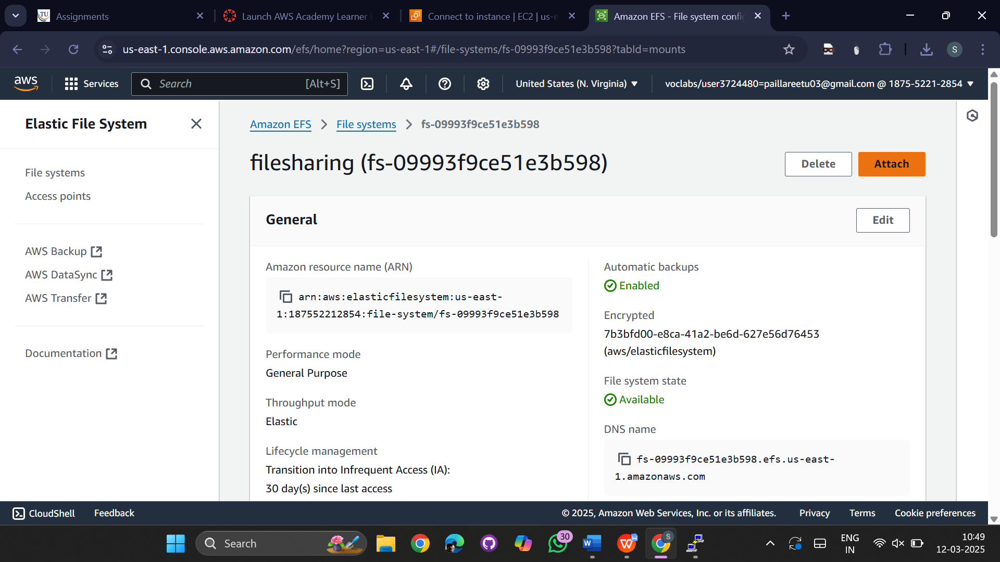 Assignments
Launch AWS Academy Learner
Connect to instance | EC2 | us-e
Amazon EFS - File system confi
us-east-1.console.aws.amazon.com/efs/home?region=us-east-1#/file-systems/fs-09993f9ce51e3b598?tabId=mounts
S
aws
Services
Search
[Alt+S]
United States (N. Virginia)
voclabs/user3724480=paillareetu03@gmail.com @ 1875-5221-2854
Elastic File System
File systems
Access points
AWS Backup
AWS DataSync
AWS Transfer
Documentation
Amazon EFS
File systems
fs-09993f9ce51e3b598
filesharing (fs-09993f9ce51e3b598)
Delete
Attach
General
Edit
Amazon resource name (ARN)
arn:aws:elasticfilesystem:us-east-
1:187552212854:file-system/fs-09993f9ce51e3b598
Performance mode
General Purpose
Throughput mode
Elastic
Lifecycle management
Transition into Infrequent Access (IA):
30 day(s) since last access
Automatic backups
Enabled
Encrypted
7b3bfd00-e8ca-41a2-be6d-627e56d76453
(aws/elasticfilesystem)
File system state
Available
DNS name
fs-09993f9ce51e3b598.efs.us-east-
1.amazonaws.com
CloudShell
Feedback
© 2025, Amazon Web Services, Inc. or its affiliates.
Privacy
Terms
Cookie preferences
Search
30
S
ENG
IN
10:49
12-03-2025